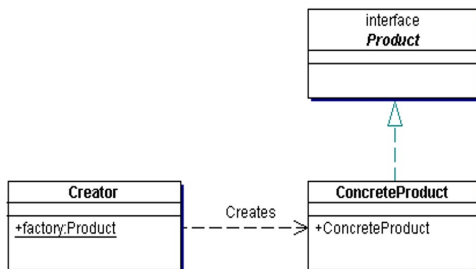 interface
Product
Creator
+factory:Product
Creates
ConcreteProduct
+ConcreteProduct